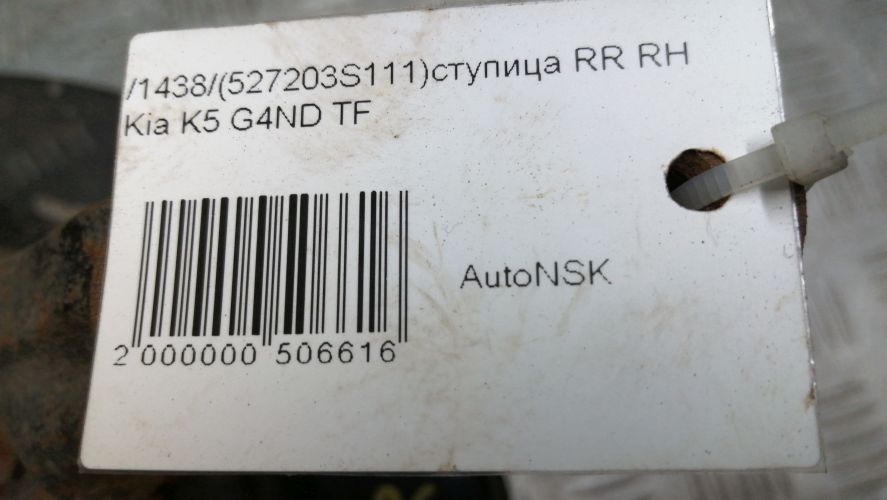 /1438/(527203S111)ступица RR RH
Kia K5 G4ND TF
AutoNSK
2 000000 506616